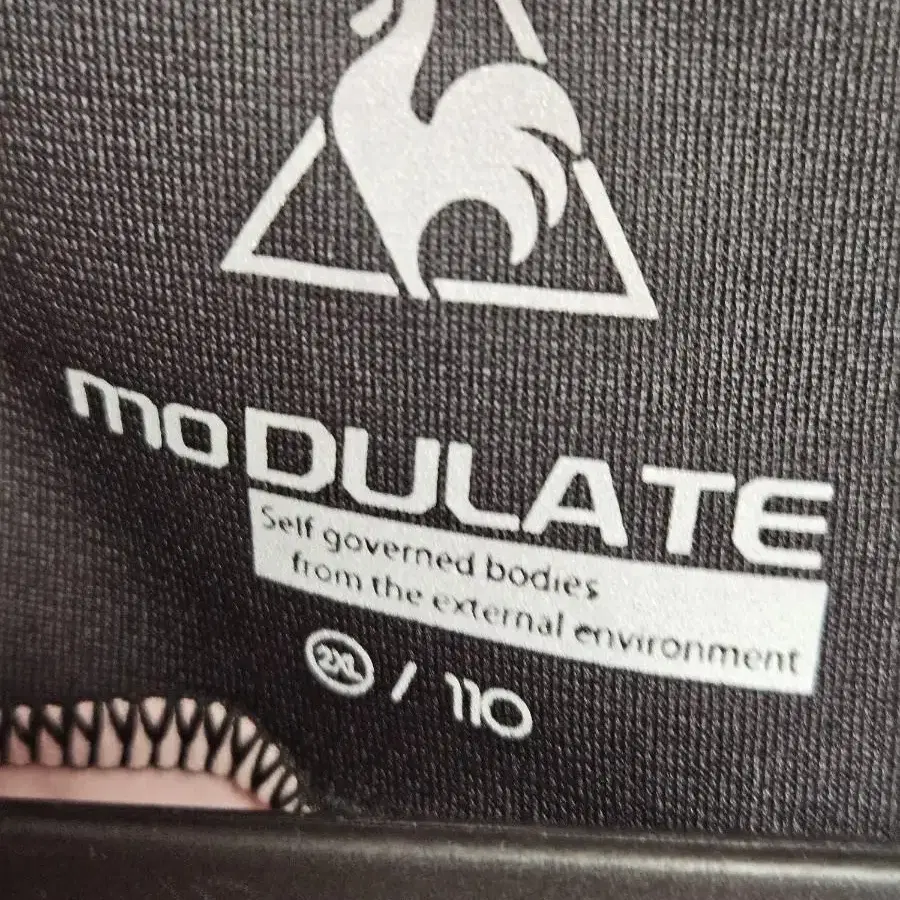 moDULATE
Self governed bodies
from the external environment
2XL / 110